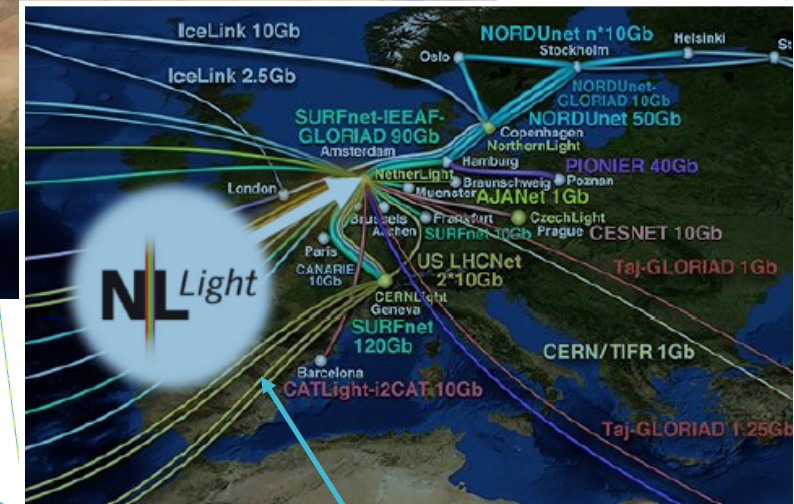 IceLink 10Gb
NORDUnet n*10Gb
Helsinki
Stockholm
Oslo
St
IceLink 2.5Gb
NORDUnet-
GLORIAD 10Gb
NORDUnet 50Gb
SURFnet-IEEAF-
GLORIAD 90Gb
Copenhagen
NorthernLight
Amsterdam
Hamburg
PIONIER 40Gb
NetherLight
Braunschweig
Poznan
London
Muenster
AJANet 1Gb
Brussels
Frankfurt
CzechLight
Aachen
SURFnet 10Gb
Prague
CESNET 10Gb
Paris
US LHCNet
2*10Gb
Taj-GLORIAD 1Gb
CANARIE
10Gb
NL Light
CERNLight
Geneva
SURFnet
120Gb
CERN/TIFR 1Gb
Barcelona
CATLight-i2CAT 10Gb
Taj-GLORIAD 1.25Gb